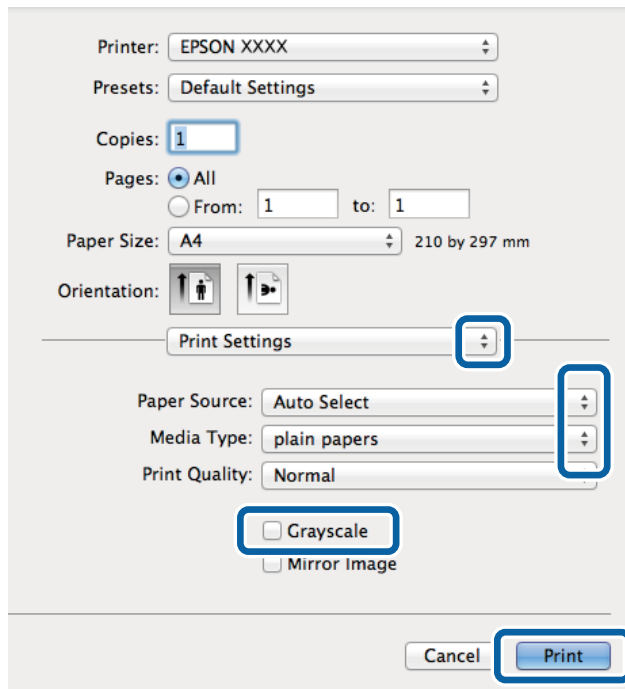 Printer: EPSON XXXX
Presets: Default Settings
Copies: 1
Pages: All
From: 1 to: 1
Paper Size: A4 210 by 297 mm
Orientation:
Print Settings
Paper Source: Auto Select
Media Type: plain papers
Print Quality: Normal
Grayscale
Mirror Image
Cancel Print